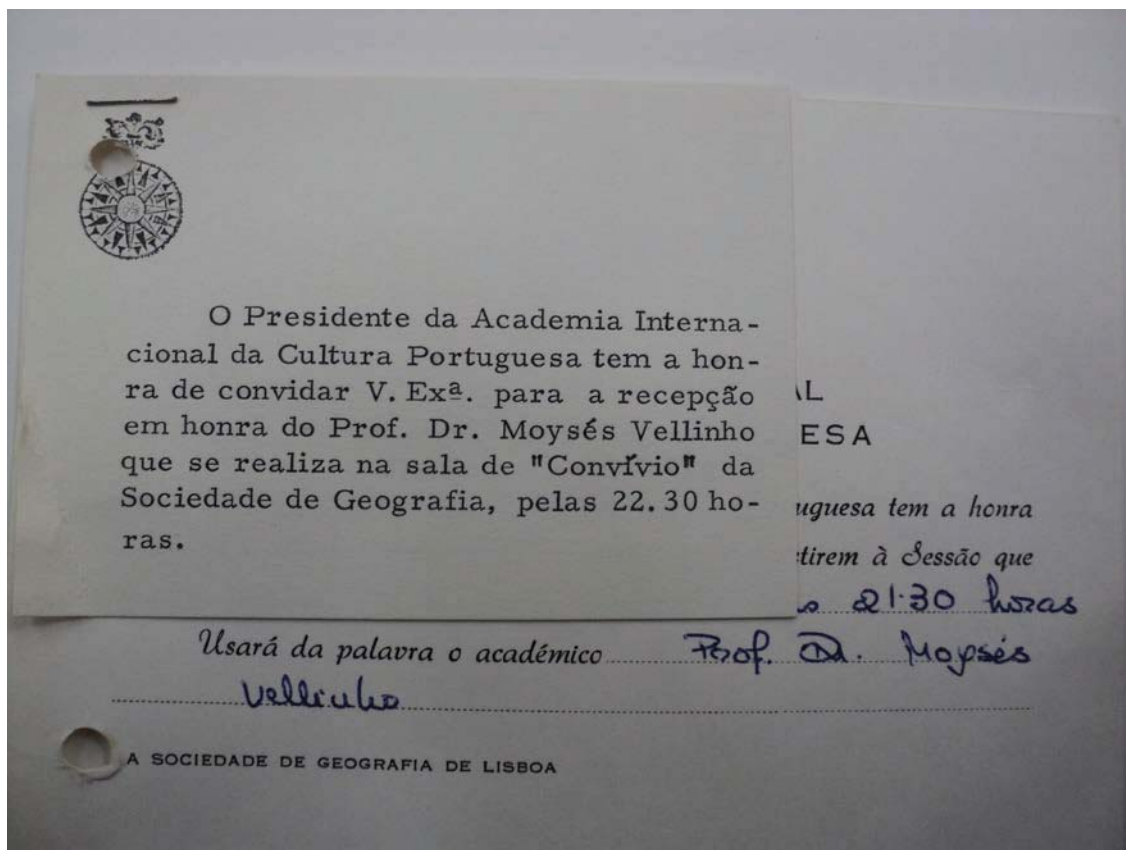 O Presidente da Academia Interna-
cional da Cultura Portuguesa tem a hon-
ra de convidar V. Exª. para a recepção
em honra do Prof. Dr. Moysés Vellinho
que se realiza na sala de "Convívio" da
Sociedade de Geografia, pelas 22.30 ho-
ras.
AL
ESA
uguesa tem a honra
tirem à Sessão que
21.30 horas
Usará da palavra o académico Prof. Dr. Moysés
Vellinho
A SOCIEDADE DE GEOGRAFIA DE LISBOA